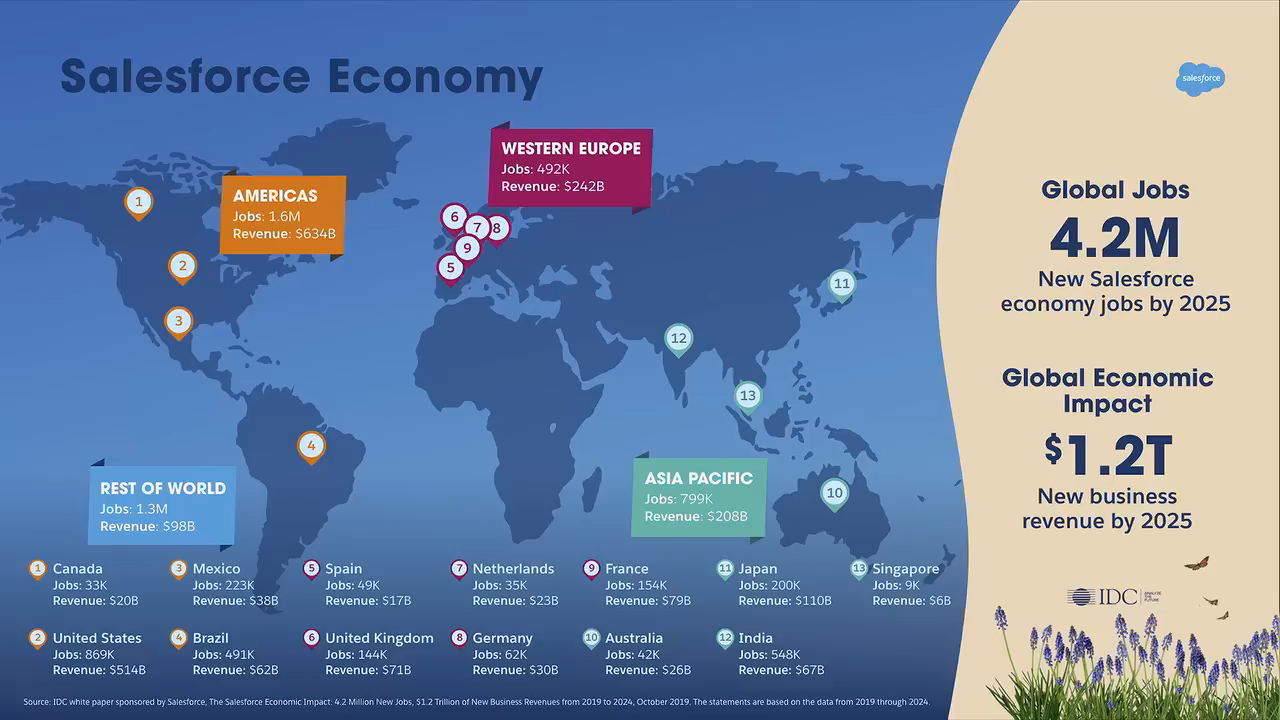 Salesforce Economy
salesforce
WESTERN EUROPE
Jobs: 492K
Revenue: $242B
AMERICAS
Jobs: 1.6M
Revenue: $634B
1
2
3
4
6
7
8
9
5
11
12
13
10
REST OF WORLD
Jobs: 1.3M
Revenue: $98B
ASIA PACIFIC
Jobs: 799K
Revenue: $208B
1 Canada
Jobs: 33K
Revenue: $20B
3 Mexico
Jobs: 223K
Revenue: $38B
5 Spain
Jobs: 49K
Revenue: $17B
7 Netherlands
Jobs: 35K
Revenue: $23B
9 France
Jobs: 154K
Revenue: $79B
11 Japan
Jobs: 200K
Revenue: $110B
13 Singapore
Jobs: 9K
Revenue: $6B
2 United States
Jobs: 869K
Revenue: $514B
4 Brazil
Jobs: 491K
Revenue: $62B
6 United Kingdom
Jobs: 144K
Revenue: $71B
8 Germany
Jobs: 62K
Revenue: $30B
10 Australia
Jobs: 42K
Revenue: $26B
12 India
Jobs: 548K
Revenue: $67B
Source: IDC white paper sponsored by Salesforce, The Salesforce Economic Impact: 4.2 Million New Jobs, $1.2 Trillion of New Business Revenues from 2019 to 2024, October 2019. The statements are based on the data from 2019 through 2024.
Global Jobs
4.2M
New Salesforce
economy jobs by 2025
Global Economic
Impact
$1.2T
New business
revenue by 2025
IDC
ANALYZE
THE
FUTURE